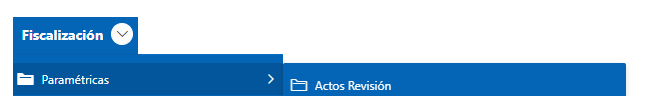 Fiscalización
Paramétricas
Actos Revisión